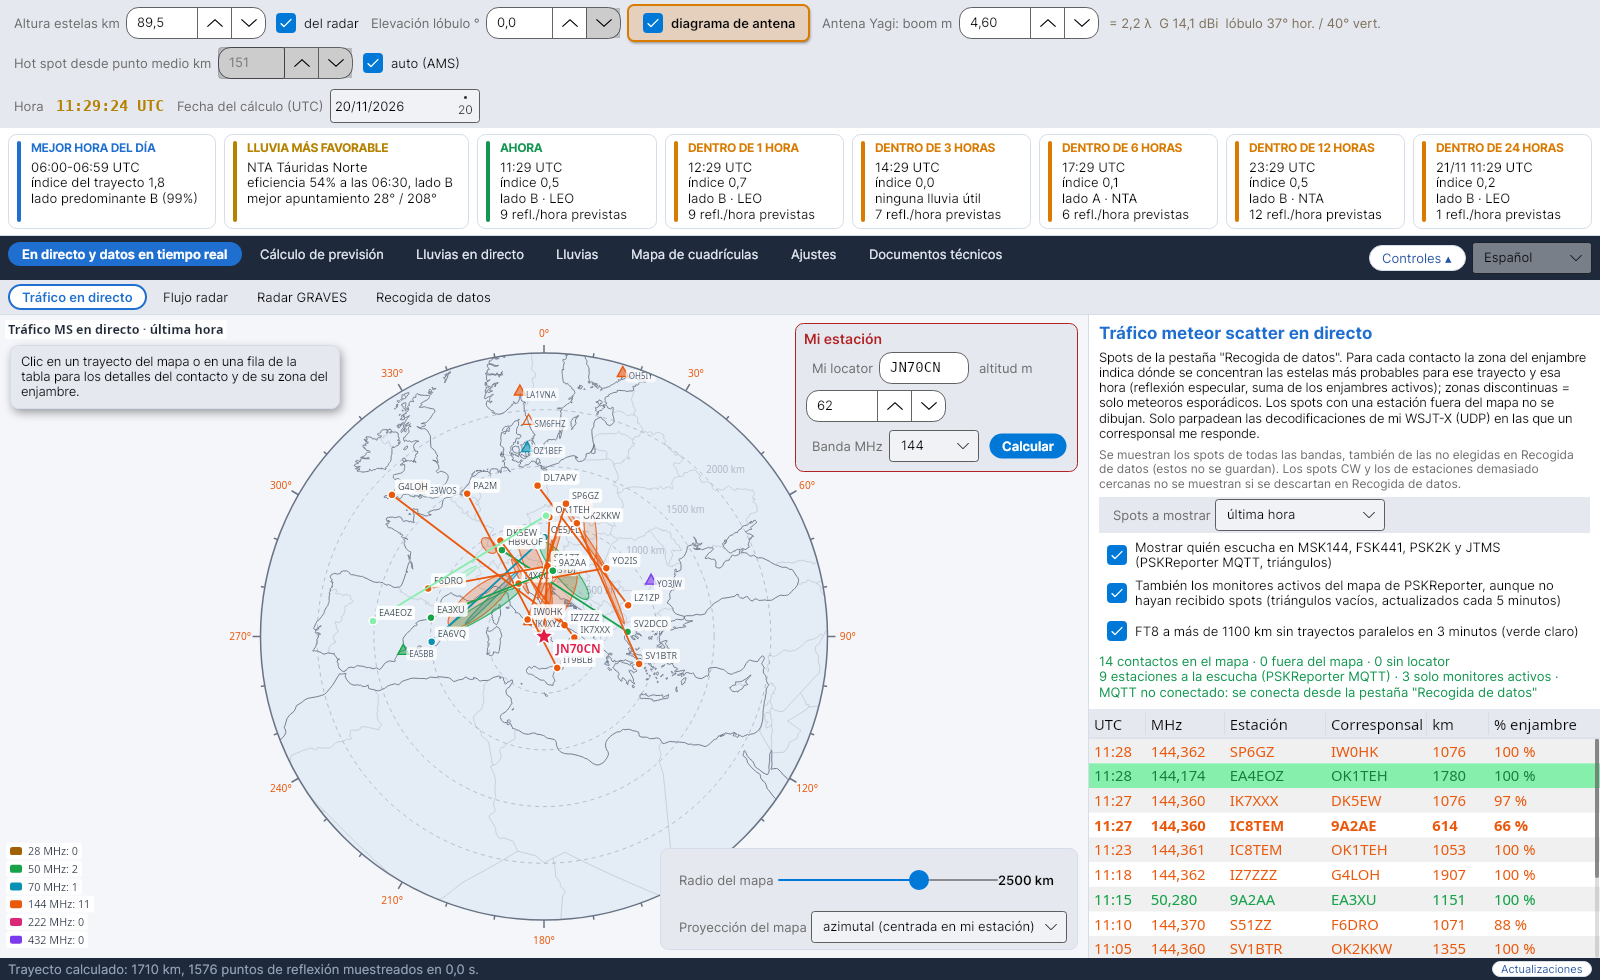 Altura estelas km 89,5 del radar Elevación lóbulo ° 0,0 diagrama de antena Antena Yagi: boom m 4,60 = 2,2 λ G 14,1 dBi lóbulo 37° hor. / 40° vert.
Hot spot desde punto medio km 151 auto (AMS)
Hora 11:29:24 UTC Fecha del cálculo (UTC) 20/11/2026 20
MEJOR HORA DEL DÍA
06:00-06:59 UTC
índice del trayecto 1,8
lado predominante B (99%)
LLUVIA MÁS FAVORABLE
NTA Táuridas Norte
eficiencia 54% a las 06:30, lado B
mejor apuntamiento 28° / 208°
AHORA
11:29 UTC
índice 0,5
lado B · LEO
9 refl./hora previstas
DENTRO DE 1 HORA
12:29 UTC
índice 0,7
lado B · LEO
9 refl./hora previstas
DENTRO DE 3 HORAS
14:29 UTC
índice 0,0
ninguna lluvia útil
7 refl./hora previstas
DENTRO DE 6 HORAS
17:29 UTC
índice 0,1
lado A · NTA
6 refl./hora previstas
DENTRO DE 12 HORAS
23:29 UTC
índice 0,5
lado B · NTA
12 refl./hora previstas
DENTRO DE 24 HORAS
21/11 11:29 UTC
índice 0,2
lado B · LEO
1 refl./hora previstas
En directo y datos en tiempo real Cálculo de previsión Lluvias en directo Lluvias Mapa de cuadrículas Ajustes Documentos técnicos Controles ▴ Español
Tráfico en directo Flujo radar Radar GRAVES Recogida de datos
Tráfico MS en directo · última hora
Clic en un trayecto del mapa o en una fila de la
tabla para los detalles del contacto y de su zona del
enjambre.
0°
30°
60°
90°
120°
180°
210°
240°
270°
300°
330°
2000 km
1500 km
1000 km
LA1VNA
SM6FHZ
OZ1BEF
DL7APV
SP6GZ
OK1TEH
OK2KKW
G4LOH
PA2M
DK5EW
HB9COF
9A2AA
YO2IS
YO3JW
LZ1ZP
F6DRO
EA4EOZ
EA3XU
EA6VQ
EA5BB
IW0HK
IZ7ZZZ
IK7XXX
SV2DCD
SV1BTR
JN70CN
IT9BLB
Mi estación
Mi locator JN70CN altitud m
62
Banda MHz 144 Calcular
28 MHz: 0
50 MHz: 2
70 MHz: 1
144 MHz: 11
222 MHz: 0
432 MHz: 0
Radio del mapa 2500 km
Proyección del mapa azimutal (centrada en mi estación)
Tráfico meteor scatter en directo
Spots de la pestaña "Recogida de datos". Para cada contacto la zona del enjambre
indica dónde se concentran las estelas más probables para ese trayecto y esa
hora (reflexión especular, suma de los enjambres activos); zonas discontinuas =
solo meteoros esporádicos. Los spots con una estación fuera del mapa no se
dibujan. Solo parpadean las decodificaciones de mi WSJT-X (UDP) en las que un
corresponsal me responde.
Se muestran los spots de todas las bandas, también de las no elegidas en Recogida
de datos (estos no se guardan). Los spots CW y los de estaciones demasiado
cercanas no se muestran si se descartan en Recogida de datos.
Spots a mostrar última hora
Mostrar quién escucha en MSK144, FSK441, PSK2K y JTMS
(PSKReporter MQTT, triángulos)
También los monitores activos del mapa de PSKReporter, aunque no
hayan recibido spots (triángulos vacíos, actualizados cada 5 minutos)
FT8 a más de 1100 km sin trayectos paralelos en 3 minutos (verde claro)
14 contactos en el mapa · 0 fuera del mapa · 0 sin locator
9 estaciones a la escucha (PSKReporter MQTT) · 3 solo monitores activos ·
MQTT no conectado: se conecta desde la pestaña "Recogida de datos"
UTC MHz Estación Corresponsal km % enjambre
11:28 144,362 SP6GZ IW0HK 1076 100 %
11:28 144,174 EA4EOZ OK1TEH 1780 100 %
11:27 144,360 IK7XXX DK5EW 1076 97 %
11:27 144,360 IC8TEM 9A2AE 614 66 %
11:23 144,361 IC8TEM OK1TEH 1053 100 %
11:18 144,362 IZ7ZZZ G4LOH 1907 100 %
11:15 50,280 9A2AA EA3XU 1151 100 %
11:10 144,370 S51ZZ F6DRO 1071 88 %
11:05 144,360 SV1BTR OK2KKW 1355 100 %
Trayecto calculado: 1710 km, 1576 puntos de reflexión muestreados en 0,0 s.
Actualizaciones